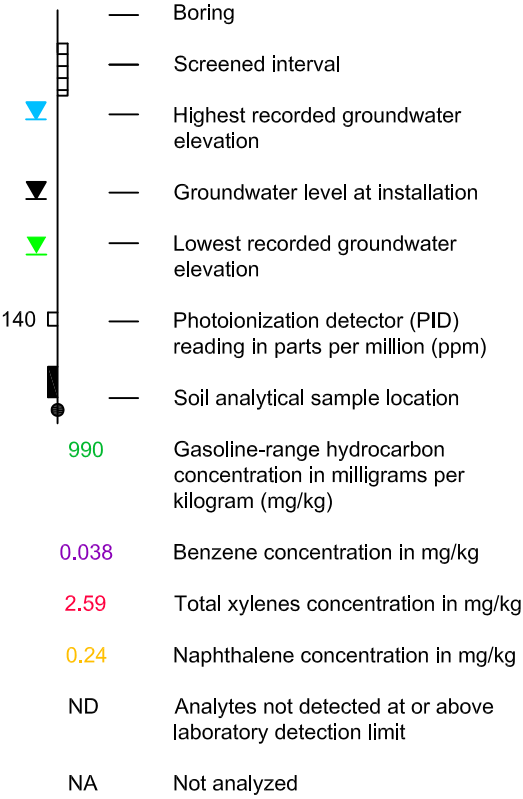 Boring
Screened interval
Highest recorded groundwater
elevation
Groundwater level at installation
Lowest recorded groundwater
elevation
140
Photoionization detector (PID)
reading in parts per million (ppm)
Soil analytical sample location
990
Gasoline-range hydrocarbon
concentration in milligrams per
kilogram (mg/kg)
0.038
Benzene concentration in mg/kg
2.59
Total xylenes concentration in mg/kg
0.24
Naphthalene concentration in mg/kg
ND
Analytes not detected at or above
laboratory detection limit
NA
Not analyzed